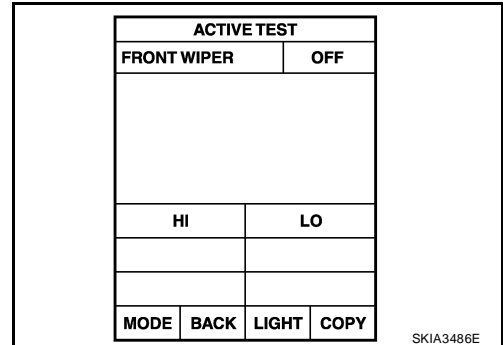 ACTIVE TEST
FRONT WIPER OFF
HI LO
MODE BACK LIGHT COPY
SKIA3486E